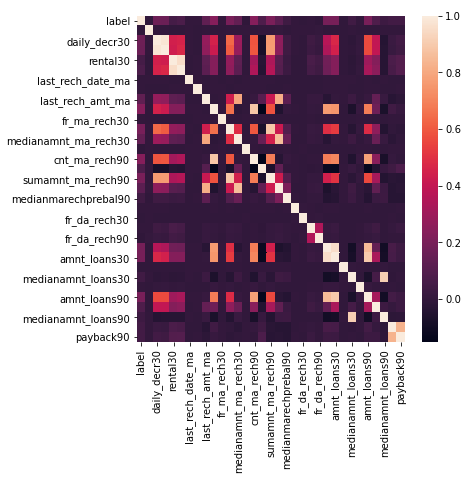 label
daily_decr30
rental30
last_rech_date_ma
last_rech_amt_ma
fr_ma_rech30
medianamnt_ma_rech30
cnt_ma_rech90
sumamnt_ma_rech90
medianmarechprebal90
fr_da_rech30
fr_da_rech90
amnt_loans30
medianamnt_loans30
amnt_loans90
medianamnt_loans90
payback90
label
daily_decr30
rental30
last_rech_date_ma
last_rech_amt_ma
fr_ma_rech30
medianamnt_ma_rech30
cnt_ma_rech90
sumamnt_ma_rech90
medianmarechprebal90
fr_da_rech30
fr_da_rech90
amnt_loans30
medianamnt_loans30
amnt_loans90
medianamnt_loans90
payback90
1.0
0.8
0.6
0.4
0.2
0.0